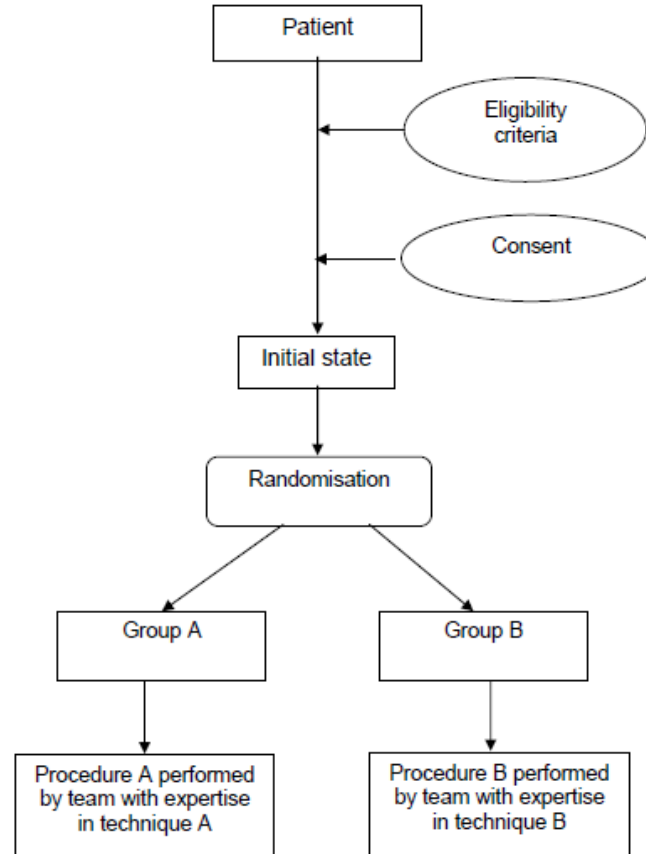 Patient
Eligibility
criteria
Consent
Initial state
Randomisation
Group A
Group B
Procedure A performed
by team with expertise
in technique A
Procedure B performed
by team with expertise
in technique B